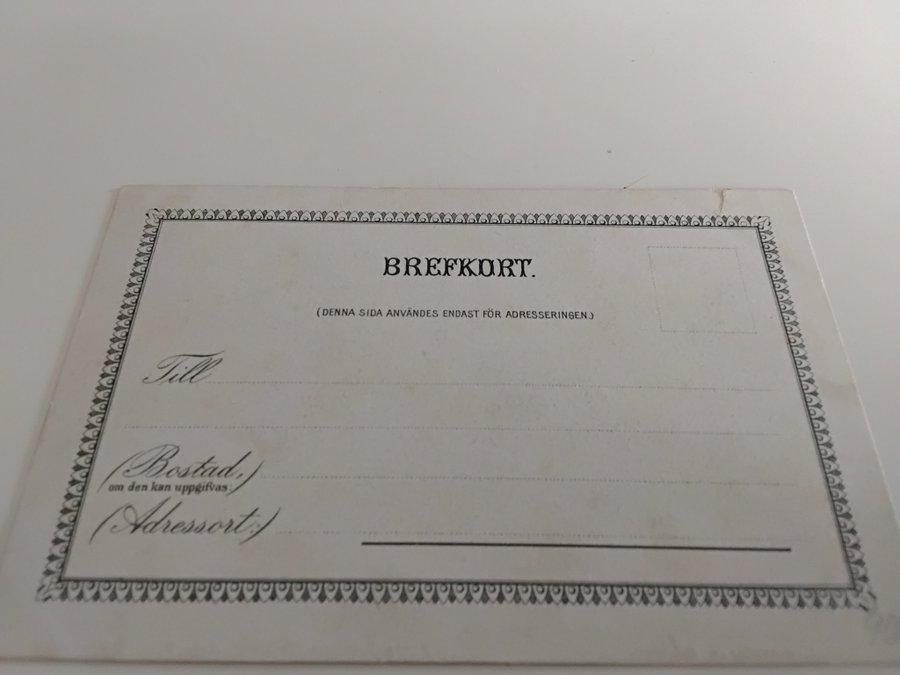 BREFKORT.
(DENNA SIDA ANVÄNDES ENDAST FÖR ADRESSERINGEN.)
Till
(Bostad,)
om den kan uppgifvas:
(Adressort:)